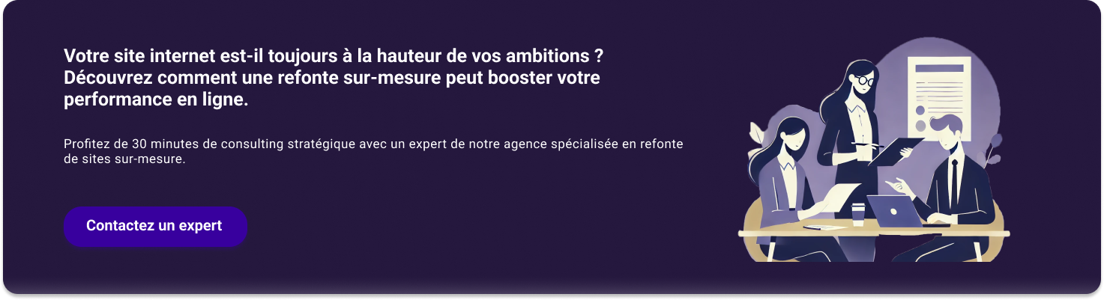 Votre site internet est-il toujours à la hauteur de vos ambitions ?
Découvrez comment une refonte sur-mesure peut booster votre
performance en ligne.
Profitez de 30 minutes de consulting stratégique avec un expert de notre agence spécialisée en refonte
de sites sur-mesure.
Contactez un expert